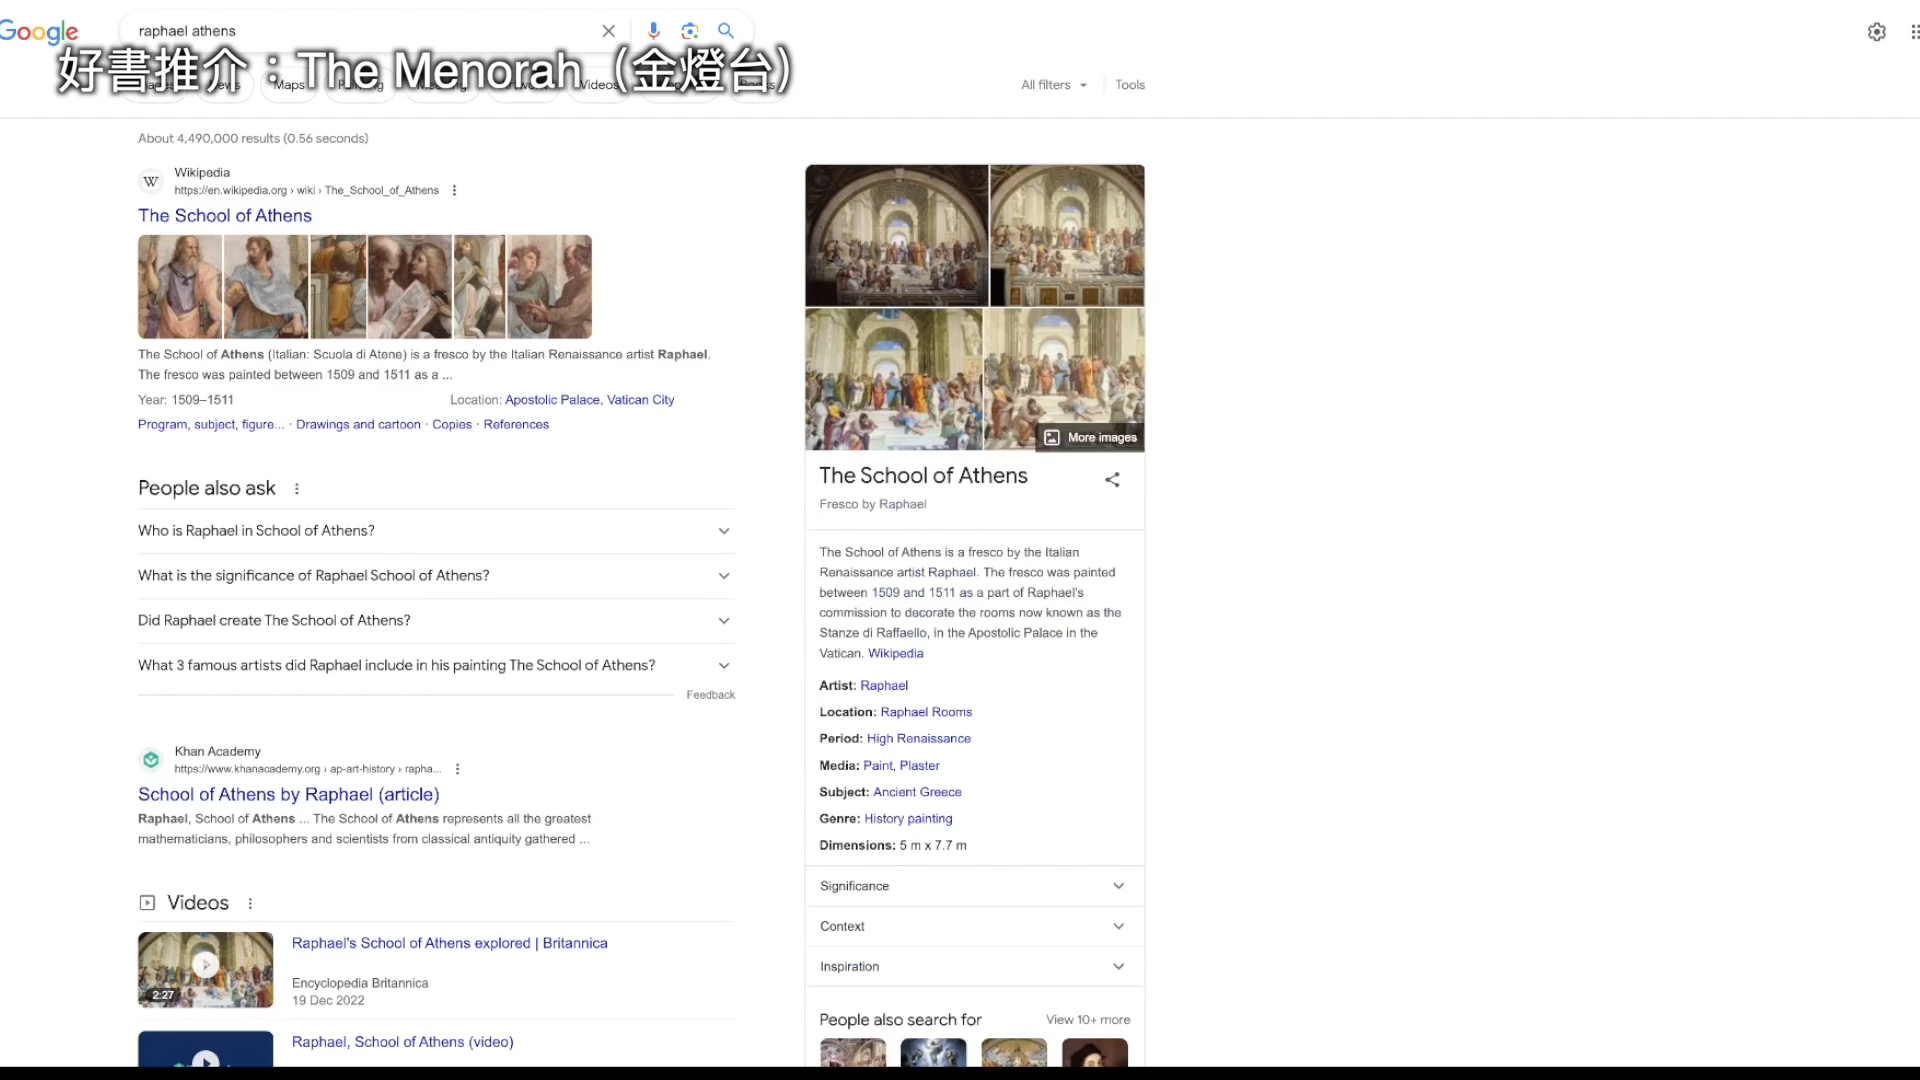 Google
raphael athens
好書推介：The Menorah（金燈台）
Maps
Videos
All filters
Tools
About 4,490,000 results (0.56 seconds)
W
Wikipedia
https://en.wikipedia.org › wiki › The_School_of_Athens
The School of Athens
The School of Athens (Italian: Scuola di Atene) is a fresco by the Italian Renaissance artist Raphael.
The fresco was painted between 1509 and 1511 as a ...
Year: 1509–1511
Location: Apostolic Palace, Vatican City
Program, subject, figure... · Drawings and cartoon · Copies · References
People also ask
Who is Raphael in School of Athens?
What is the significance of Raphael School of Athens?
Did Raphael create The School of Athens?
What 3 famous artists did Raphael include in his painting The School of Athens?
Feedback
Khan Academy
https://www.khanacademy.org › ap-art-history › rapha...
School of Athens by Raphael (article)
Raphael, School of Athens ... The School of Athens represents all the greatest
mathematicians, philosophers and scientists from classical antiquity gathered ...
Videos
2:27
Raphael's School of Athens explored | Britannica
Encyclopedia Britannica
19 Dec 2022
Raphael, School of Athens (video)
More images
The School of Athens
Fresco by Raphael
The School of Athens is a fresco by the Italian
Renaissance artist Raphael. The fresco was painted
between 1509 and 1511 as a part of Raphael's
commission to decorate the rooms now known as the
Stanze di Raffaello, in the Apostolic Palace in the
Vatican. Wikipedia
Artist: Raphael
Location: Raphael Rooms
Period: High Renaissance
Media: Paint, Plaster
Subject: Ancient Greece
Genre: History painting
Dimensions: 5 m x 7.7 m
Significance
Context
Inspiration
People also search for
View 10+ more